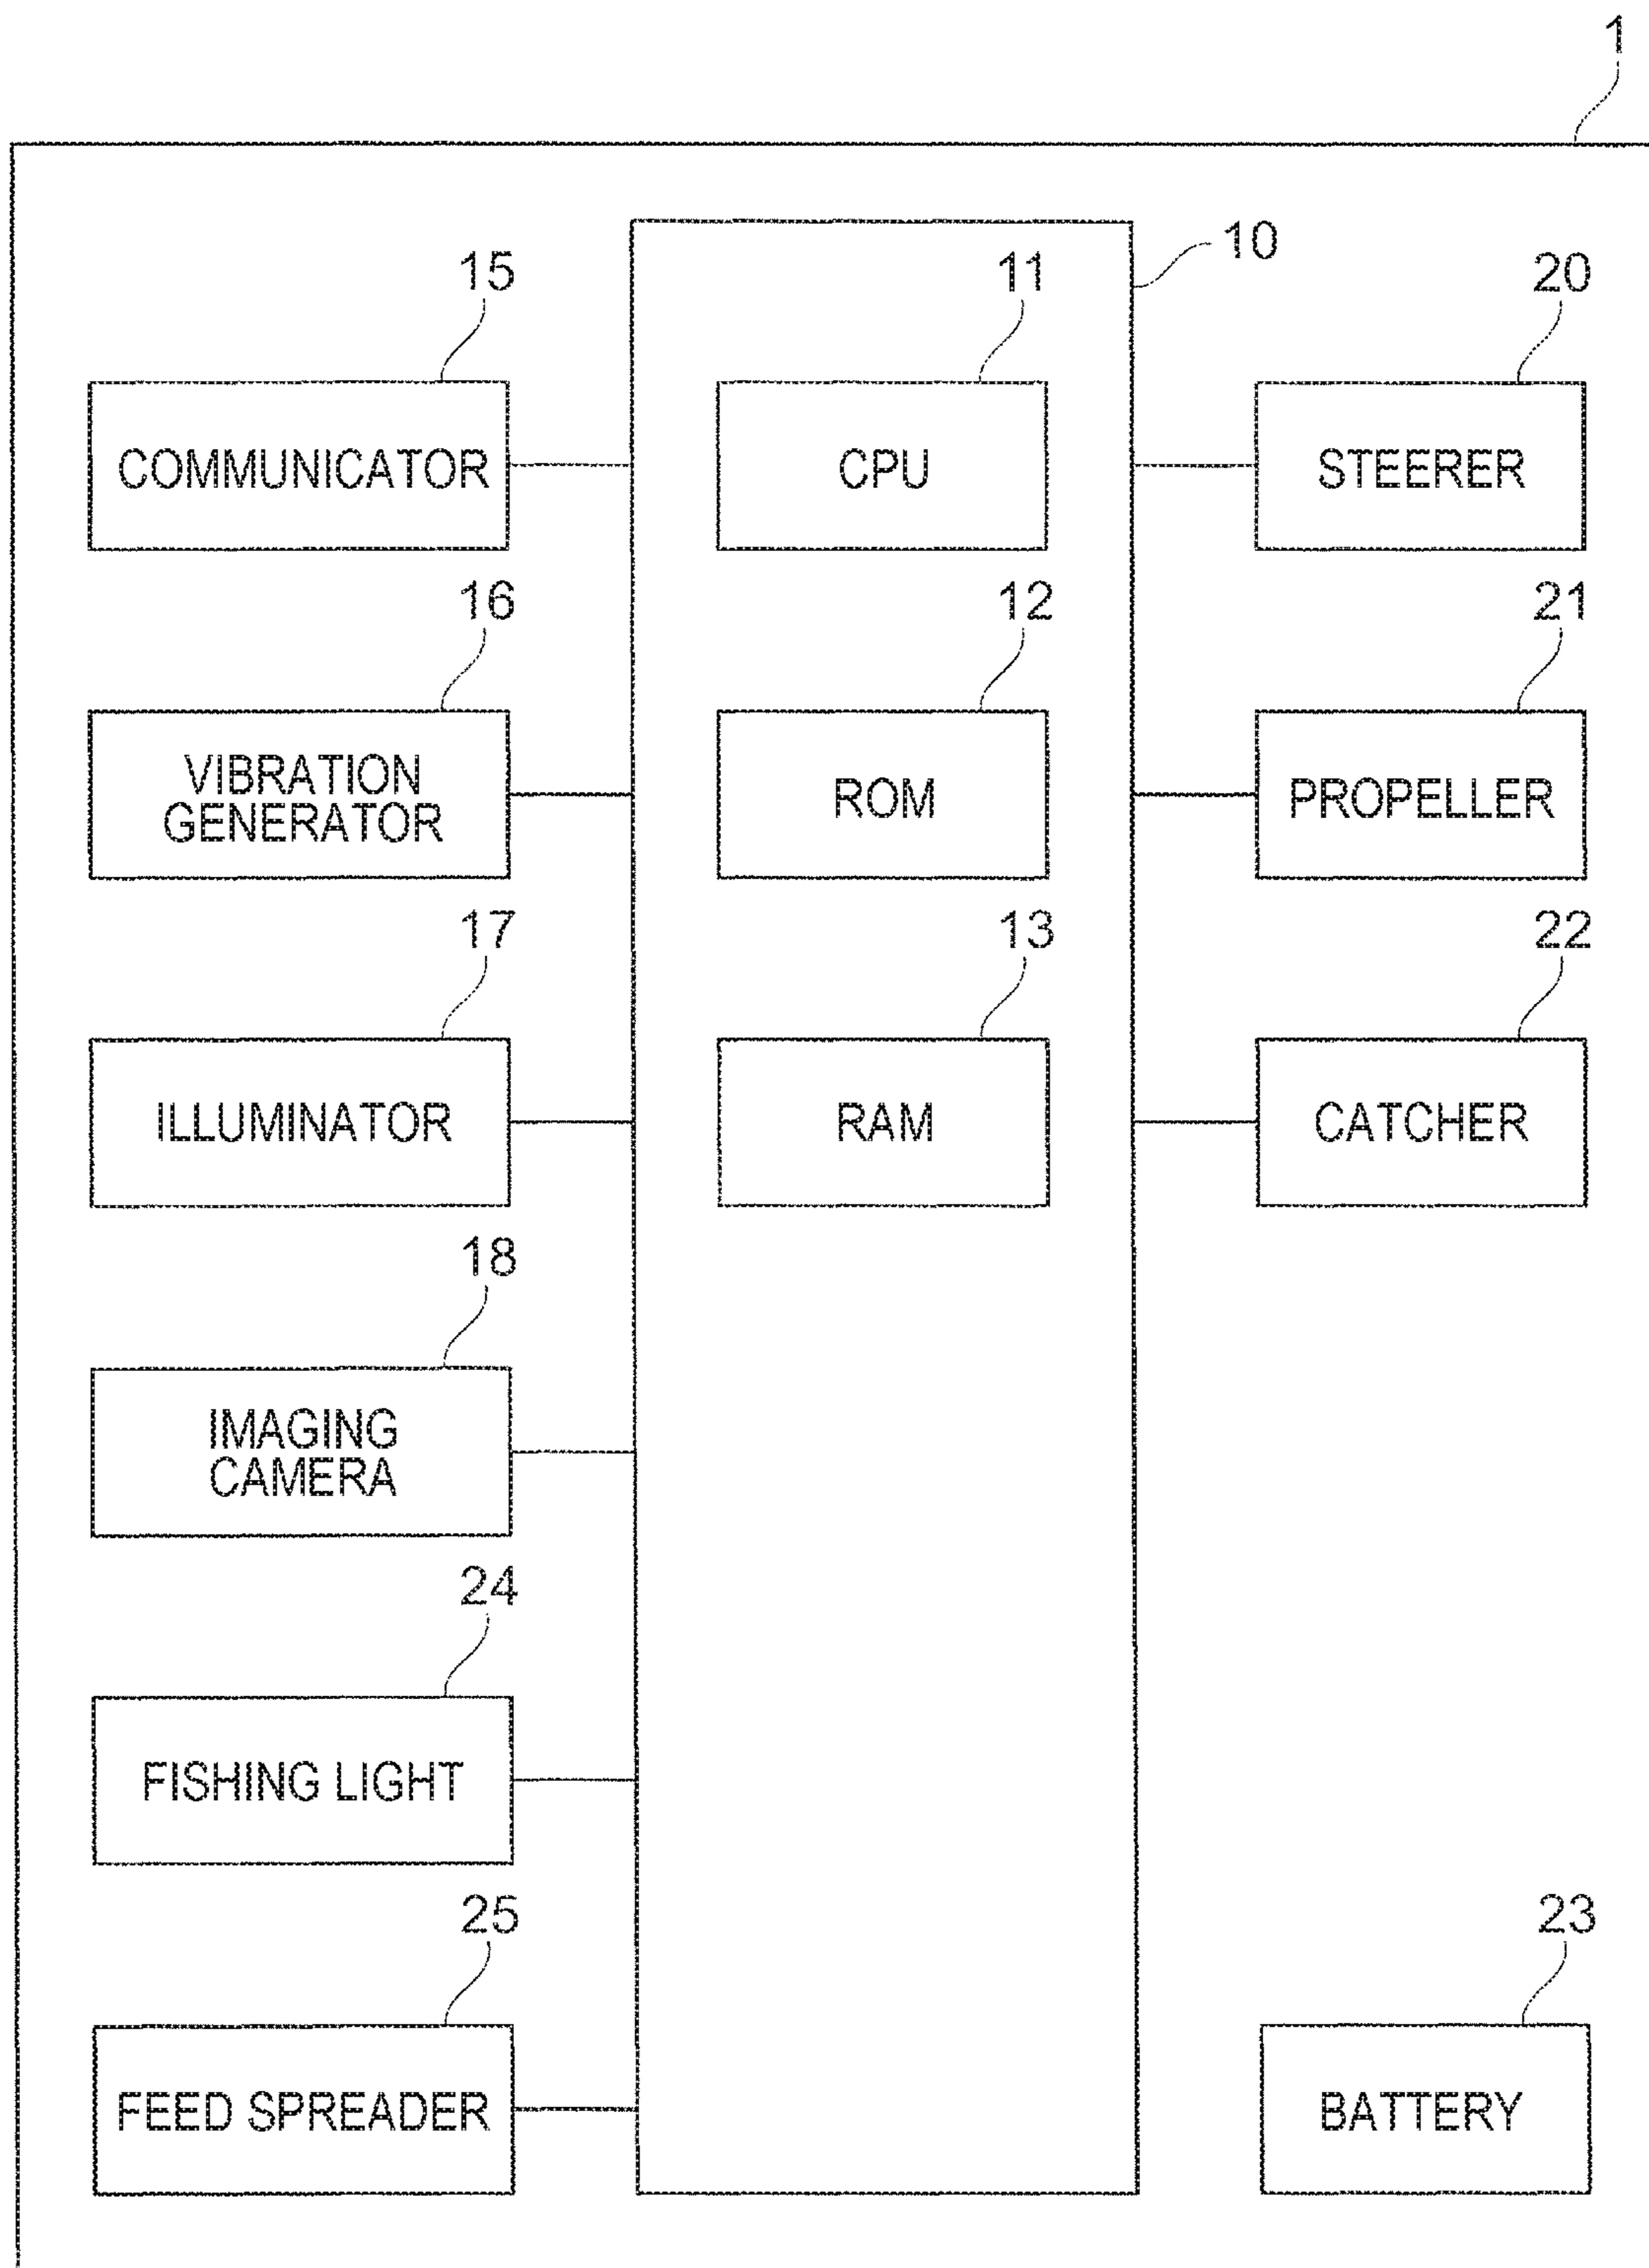 1
10
15
11
20
COMMUNICATOR
CPU
STEERER
16
12
21
VIBRATION
GENERATOR
ROM
PROPELLER
17
13
22
ILLUMINATOR
RAM
CATCHER
18
IMAGING
CAMERA
24
FISHING LIGHT
25
23
FEED SPREADER
BATTERY